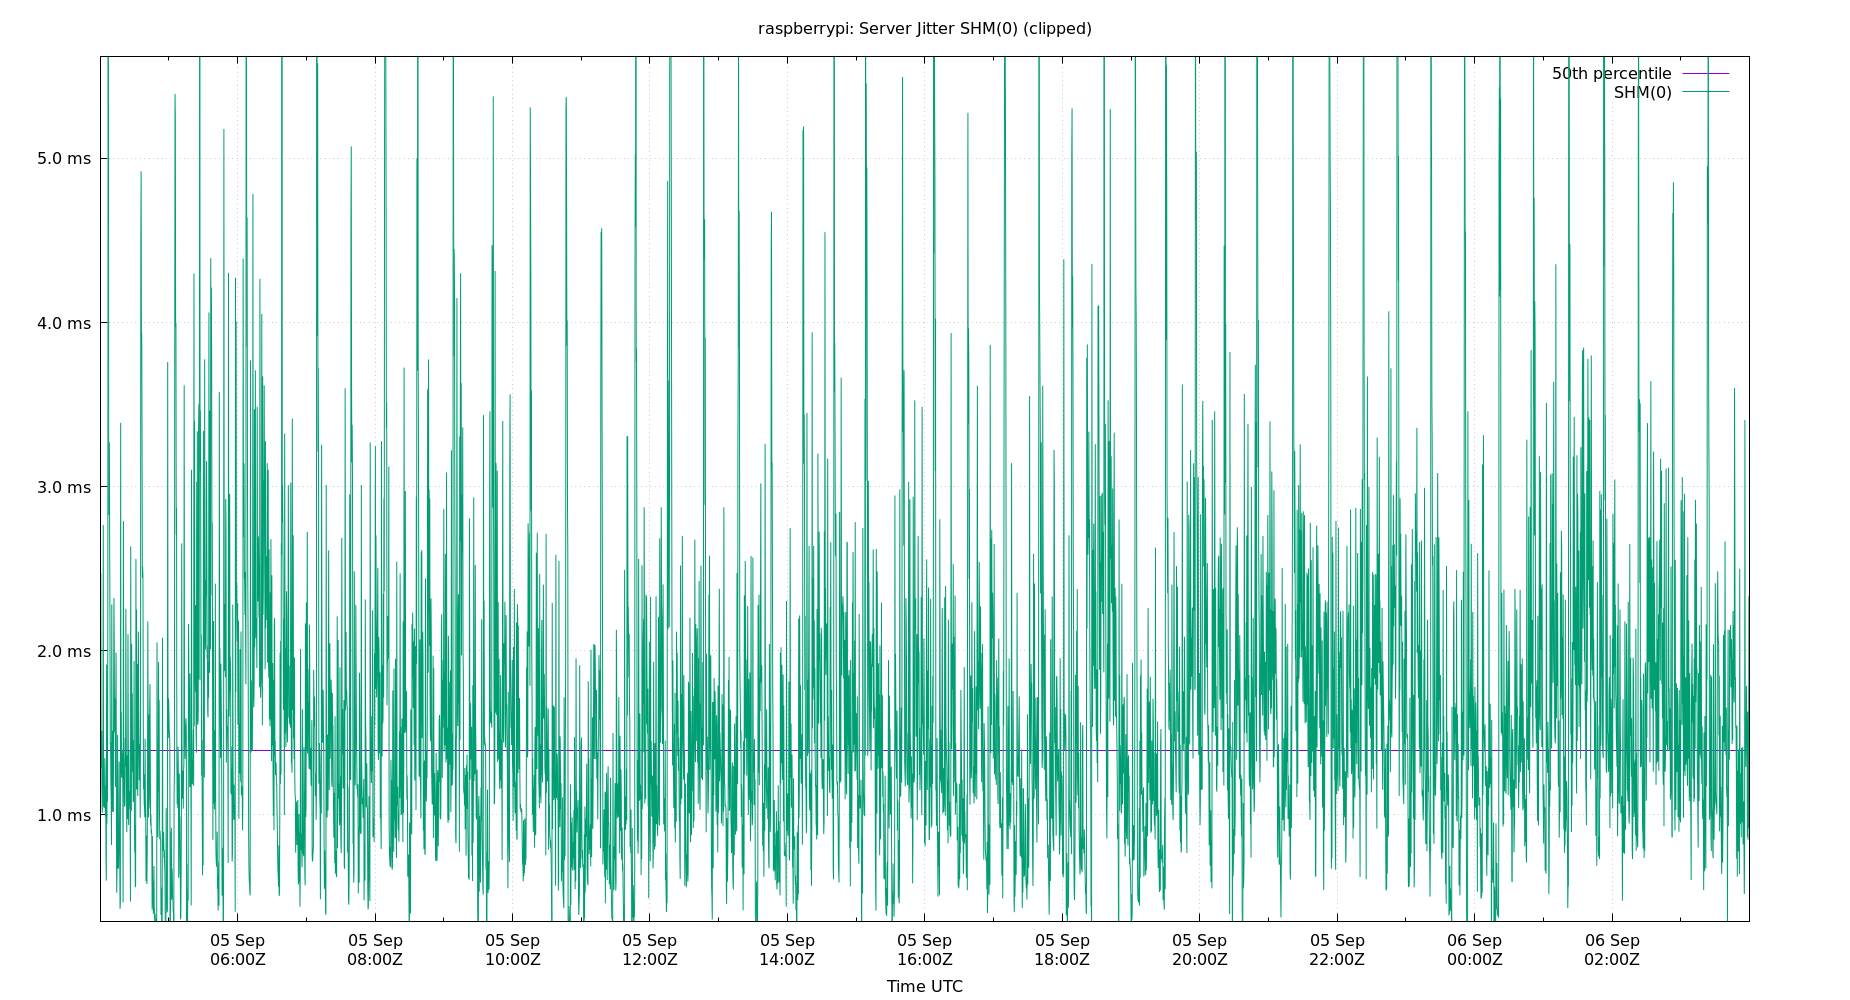 raspberrypi: Server Jitter SHM(0) (clipped)
50th percentile
SHM(0)
5.0 ms
4.0 ms
3.0 ms
2.0 ms
1.0 ms
05 Sep 05 Sep 05 Sep 05 Sep 05 Sep 05 Sep 05 Sep 05 Sep 05 Sep 06 Sep 06 Sep
06:00Z 08:00Z 10:00Z 12:00Z 14:00Z 16:00Z 18:00Z 20:00Z 22:00Z 00:00Z 02:00Z
Time UTC